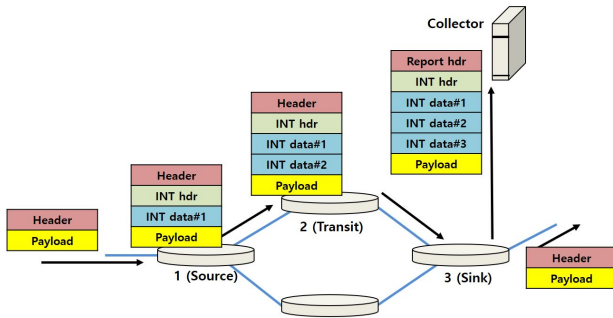 Collector
Report hdr
INT hdr
INT data#1
INT data#2
INT data#3
Payload
Header
INT hdr
INT data#1
INT data#2
Payload
2 (Transit)
Header
INT hdr
INT data#1
Payload
1 (Source)
Header
Payload
3 (Sink)
Header
Payload